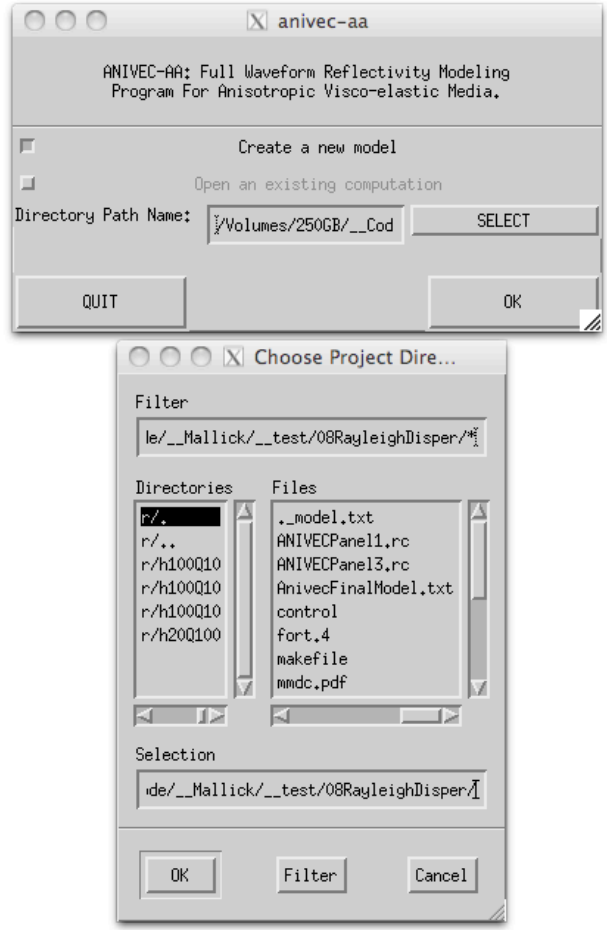 X anivec-aa
ANIVEC-AA: Full Waveform Reflectivity Modeling
Program For Anisotropic Visco-elastic Media.
Create a new model
Open an existing computation
Directory Path Name: /Volumes/250GB/__Cod SELECT
QUIT OK
X Choose Project Dire...
Filter
le/__Mallick/__test/08RayleighDisper/*
Directories Files
r/. ._model.txt
r/.. ANIVECPanel1.rc
r/h100Q10 ANIVECPanel3.rc
r/h100Q10 AnivecFinalModel.txt
r/h100Q10 control
r/h20Q100 fort.4
makefile
mmdc.pdf
Selection
de/__Mallick/__test/08RayleighDisper/
OK Filter Cancel